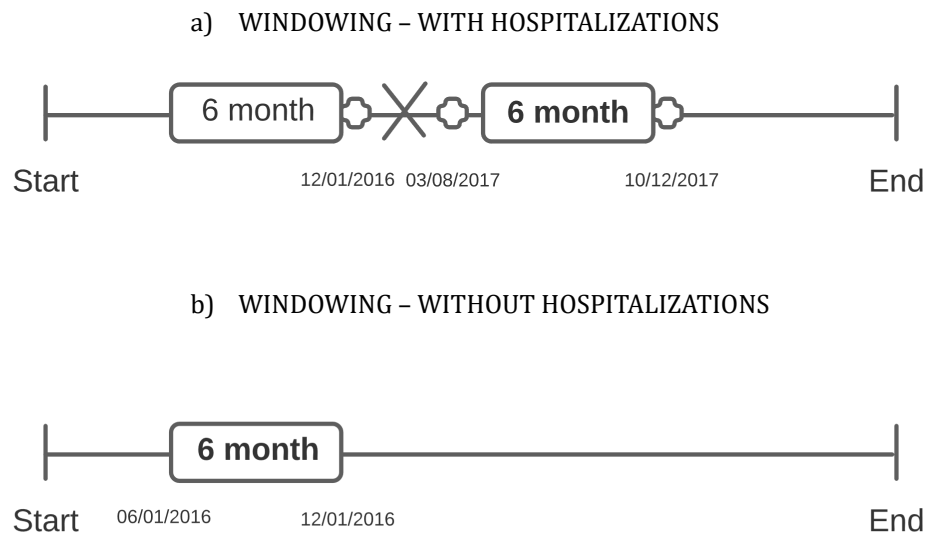 a) WINDOWING – WITH HOSPITALIZATIONS
6 month 6 month
12/01/2016 03/08/2017 10/12/2017
Start End
b) WINDOWING – WITHOUT HOSPITALIZATIONS
6 month
Start 06/01/2016 12/01/2016 End